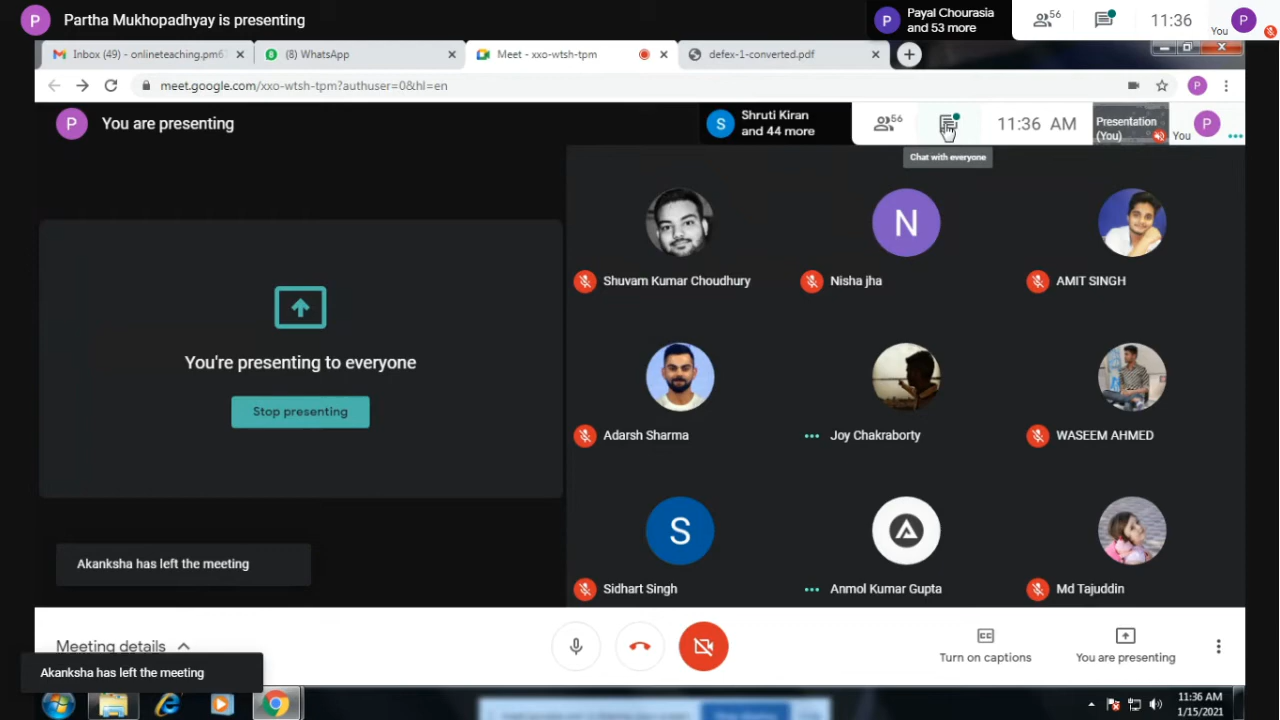 P Partha Mukhopadhyay is presenting
P Payal Chourasia
and 53 more
56
11:36
You P
Inbox (49) - onlineteaching.pm6
(8) WhatsApp
Meet - xxo-wtsh-tpm
defex-1-converted.pdf
meet.google.com/xxo-wtsh-tpm?authuser=0&hl=en
P
P You are presenting
S Shruti Kiran
and 44 more
56
11:36 AM
Presentation
(You)
You P
Chat with everyone
N
Shuvam Kumar Choudhury
Nisha jha
AMIT SINGH
You're presenting to everyone
Stop presenting
Adarsh Sharma
Joy Chakraborty
WASEEM AHMED
S
Akanksha has left the meeting
Sidhart Singh
Anmol Kumar Gupta
Md Tajuddin
Meeting details
Turn on captions
You are presenting
Akanksha has left the meeting
11:36 AM
1/15/2021